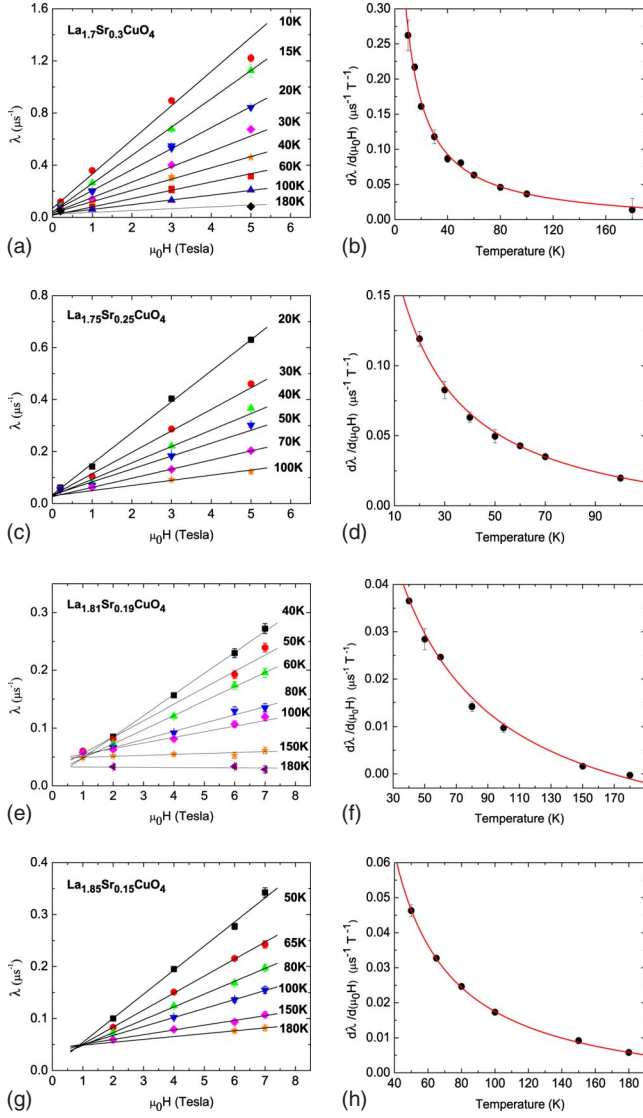 La1.7Sr0.3CuO4
10K
15K
20K
30K
40K
60K
100K
180K
1.6
1.2
0.8
0.4
0.0
λ (μs⁻¹)
0 1 2 3 4 5 6
μ0H (Tesla)
(a)
0.30
0.25
0.20
0.15
0.10
0.05
0.00
dλ/d(μ0H) (μs⁻¹ T⁻¹)
0 40 80 120 160
Temperature (K)
(b)
La1.75Sr0.25CuO4
20K
30K
40K
50K
70K
100K
0.8
0.6
0.4
0.2
0.0
λ (μs⁻¹)
0 1 2 3 4 5 6
μ0H (Tesla)
(c)
0.15
0.10
0.05
0.00
dλ/d(μ0H) (μs⁻¹ T⁻¹)
10 30 50 70 90
Temperature (K)
(d)
La1.81Sr0.19CuO4
40K
50K
60K
80K
100K
150K
180K
0.3
0.2
0.1
0.0
λ (μs⁻¹)
0 1 2 3 4 5 6 7 8
μ0H (Tesla)
(e)
0.04
0.03
0.02
0.01
0.00
dλ/d(μ0H) (μs⁻¹ T⁻¹)
30 50 70 90 110 130 150 170
Temperature (K)
(f)
La1.85Sr0.15CuO4
50K
65K
80K
100K
150K
180K
0.4
0.3
0.2
0.1
0.0
λ (μs⁻¹)
0 1 2 3 4 5 6 7 8
μ0H (Tesla)
(g)
0.06
0.05
0.04
0.03
0.02
0.01
0.00
dλ/d(μ0H) (μs⁻¹ T⁻¹)
40 60 80 100 120 140 160 180
Temperature (K)
(h)